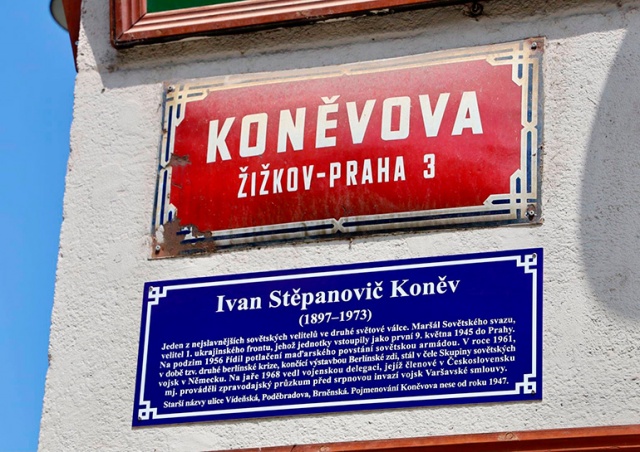 KONĚVOVA
ŽIŽKOV-PRAHA 3
Ivan Stěpanovič Koněv
(1897–1973)
Jeden z nejslavnějších sovětských velitelů ve druhé světové válce. Maršál Sovětského svazu,
velitel 1. ukrajinského frontu, jehož jednotky vstoupily jako první 9. května 1945 do Prahy.
Na podzim 1956 řídil potlačení maďarského povstání sovětskou armádou. V roce 1961,
v době tzv. druhé berlínské krize, končící výstavbou Berlínské zdi, stál v čele Skupiny sovětských
vojsk v Německu. Na jaře 1968 vedl vojenskou delegaci, jejíž členové v Československu
mj. prováděli zpravodajský průzkum před srpnovou invazí vojsk Varšavské smlouvy.
Starší názvy ulice Vídeňská, Poděbradova, Brněnská. Pojmenování Koněvova nese od roku 1947.